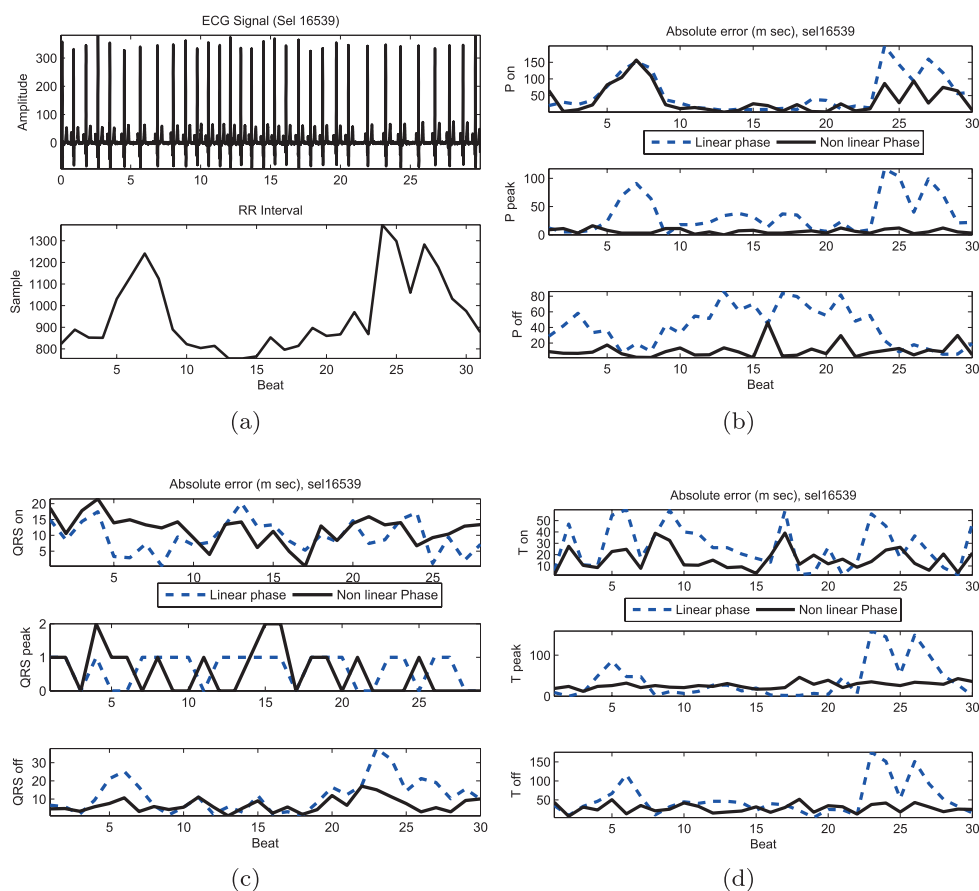 ECG Signal (Sel 16539)
Amplitude
300
200
100
0
0 5 10 15 20 25
RR Interval
Sample
1300
1200
1100
1000
900
800
5 10 15 20 25 30
Beat
(a)
Absolute error (m sec), sel16539
P on
150
100
50
10 20 30
Linear phase Non linear Phase
P peak
100
50
0
5 10 15 20 25 30
P off
80
60
40
20
5 10 15 20 25 30
Beat
(b)
Absolute error (m sec), sel16539
QRS on
20
15
10
5
5 10 15 20 25
Linear phase Non linear Phase
QRS peak
2
1
0
5 10 15 20 25
QRS off
30
20
10
5 10 15 20 25 30
Beat
(c)
Absolute error (m sec), sel16539
T on
50
40
30
20
10
5 10 15 20 25 30
Linear phase Non linear Phase
T peak
100
0
5 10 15 20 25 30
T off
150
100
50
5 10 15 20 25 30
Beat
(d)